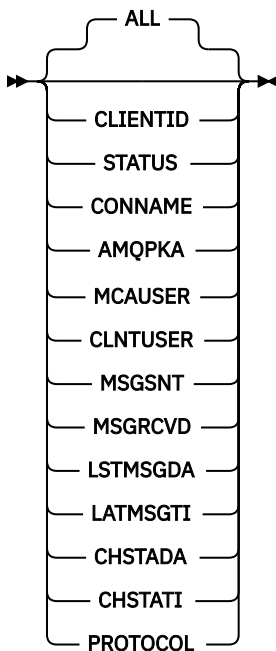 ALL
CLIENTID
STATUS
CONNAME
AMQPKA
MCAUSER
CLNTUSER
MSGSNT
MSGRCVD
LSTMSGDA
LATMSGTI
CHSTADA
CHSTATI
PROTOCOL